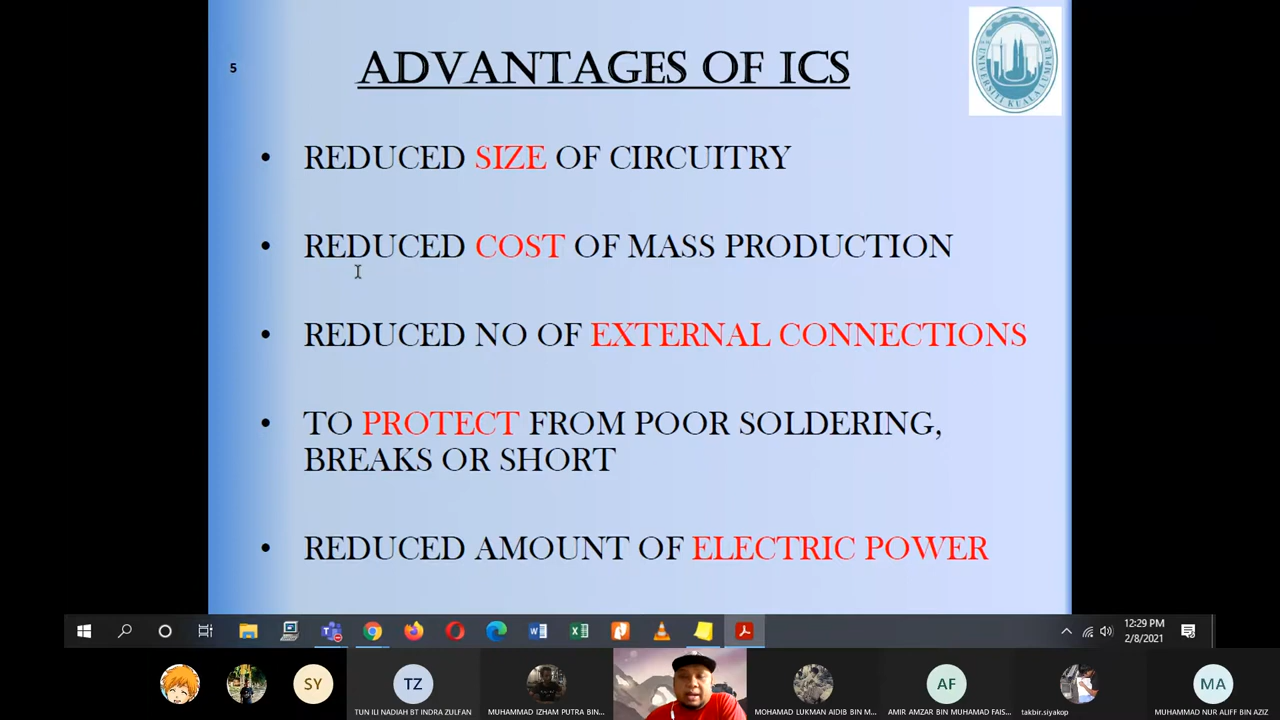 5
ADVANTAGES OF ICS
UNIVERSITI KUALA LUMPUR
• REDUCED SIZE OF CIRCUITRY
• REDUCED COST OF MASS PRODUCTION
• REDUCED NO OF EXTERNAL CONNECTIONS
• TO PROTECT FROM POOR SOLDERING,
BREAKS OR SHORT
• REDUCED AMOUNT OF ELECTRIC POWER
12:29 PM
2/8/2021
SY
TZ
AF
MA
TUN ILI NADIAH BT INDRA ZULFAN
MUHAMMAD IZHAM PUTRA BIN...
MOHAMAD LUKMAN AIDIB BIN M...
AMIR AMZAR BIN MUHAMAD FAIS...
takbir.siyakop
MUHAMMAD NUR ALIFF BIN AZIZ